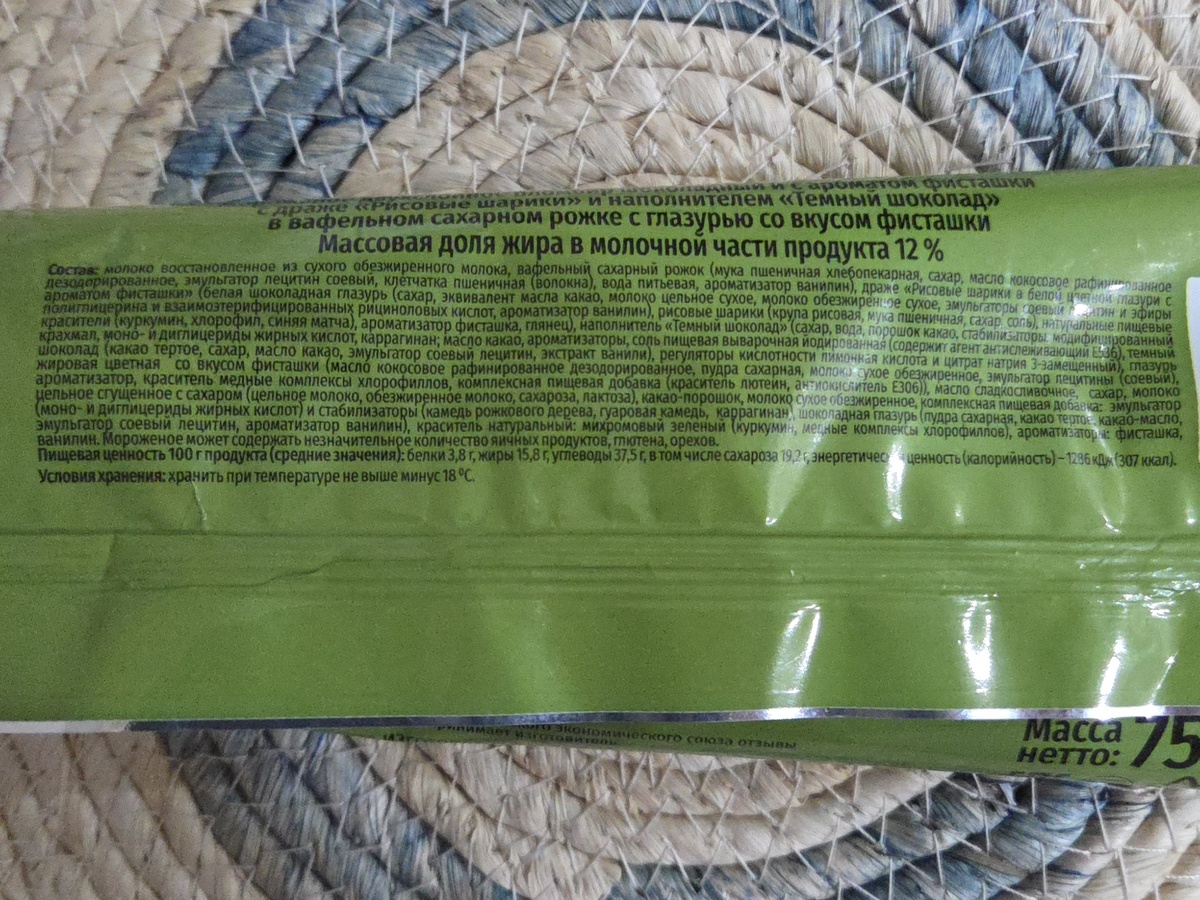 шоколадный и с ароматом фисташки
с драже «Рисовые шарики» и наполнителем «Темный шоколад»
в вафельном сахарном рожке с глазурью со вкусом фисташки
Массовая доля жира в молочной части продукта 12 %
Состав: молоко восстановленное из сухого обезжиренного молока, вафельный сахарный рожок (мука пшеничная хлебопекарная, сахар, масло кокосовое рафинированное
дезодорированное, эмульгатор лецитин соевый, клетчатка пшеничная (волокна), вода питьевая, ароматизатор ванилин), драже «Рисовые шарики в белой цветной глазури с
ароматом фисташки» (белая шоколадная глазурь (сахар, эквивалент масла какао, молоко цельное сухое, молоко обезжиренное сухое, эмульгаторы соевый лецитин и эфиры
полиглицерина и взаимоэтерифицированных рициноловых кислот, ароматизатор ванилин), рисовые шарики (крупа рисовая, мука пшеничная, сахар, соль), натуральные пищевые
красители (куркумин, хлорофил, синяя матча), ароматизатор фисташка, глянец), наполнитель «Темный шоколад» (сахар, вода, порошок какао, стабилизаторы: модифицированный
крахмал, моно- и диглицериды жирных кислот, каррагинан; масло какао, ароматизаторы, соль пищевая выварочная йодированная (содержит агент антислеживающий Е536), темный
шоколад (какао тертое, сахар, масло какао, эмульгатор соевый лецитин, экстракт ванили), регуляторы кислотности лимонная кислота и цитрат натрия 3-замещенный), глазурь
жировая цветная со вкусом фисташки (масло кокосовое рафинированное дезодорированное, пудра сахарная, молоко сухое обезжиренное, эмульгатор лецитины (соевый),
ароматизатор, краситель медные комплексы хлорофиллов, комплексная пищевая добавка (краситель лютеин, антиокислитель Е306)), масло сладкосливочное, сахар, молоко
цельное сгущенное с сахаром (цельное молоко, обезжиренное молоко, сахароза, лактоза), какао-порошок, молоко сухое обезжиренное, комплексная пищевая добавка: эмульгатор
(моно- и диглицериды жирных кислот) и стабилизаторы (камедь рожкового дерева, гуаровая камедь, каррагинан), шоколадная глазурь (пудра сахарная, какао тертое, какао-масло,
эмульгатор соевый лецитин, ароматизатор ванилин), краситель натуральный: михромовый зеленый (куркумин, медные комплексы хлорофиллов), ароматизаторы: фисташка,
ванилин. Мороженое может содержать незначительное количество яичных продуктов, глютена, орехов.
Пищевая ценность 100 г продукта (средние значения): белки 3,8 г, жиры 15,8 г, углеводы 37,5 г, в том числе сахароза 19,2 г, энергетическая ценность (калорийность) – 1286 кДж (307 ккал).
Условия хранения: хранить при температуре не выше минус 18 °С.
экономического союза отзывы
принимает изготовитель
Масса
нетто: 75